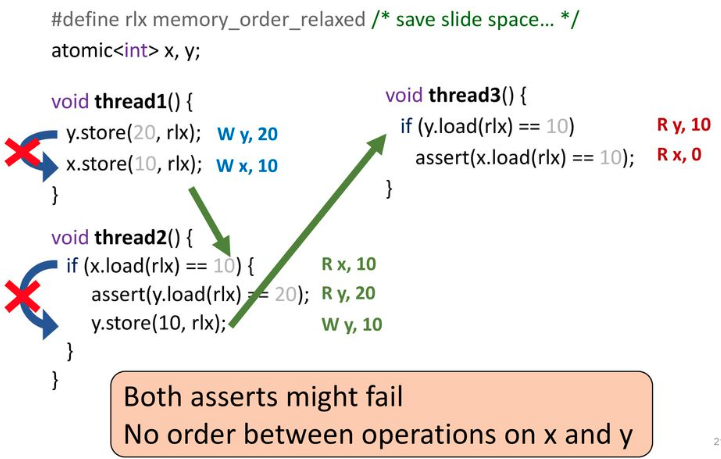 #define rlx memory_order_relaxed /* save slide space... */
atomic<int> x, y;
void thread1() {
y.store(20, rlx); W y, 20
x.store(10, rlx); W x, 10
}
void thread2() {
if (x.load(rlx) == 10) { R x, 10
assert(y.load(rlx) == 20); R y, 20
y.store(10, rlx); W y, 10
}
}
void thread3() {
if (y.load(rlx) == 10) R y, 10
assert(x.load(rlx) == 10); R x, 0
}
Both asserts might fail
No order between operations on x and y
2